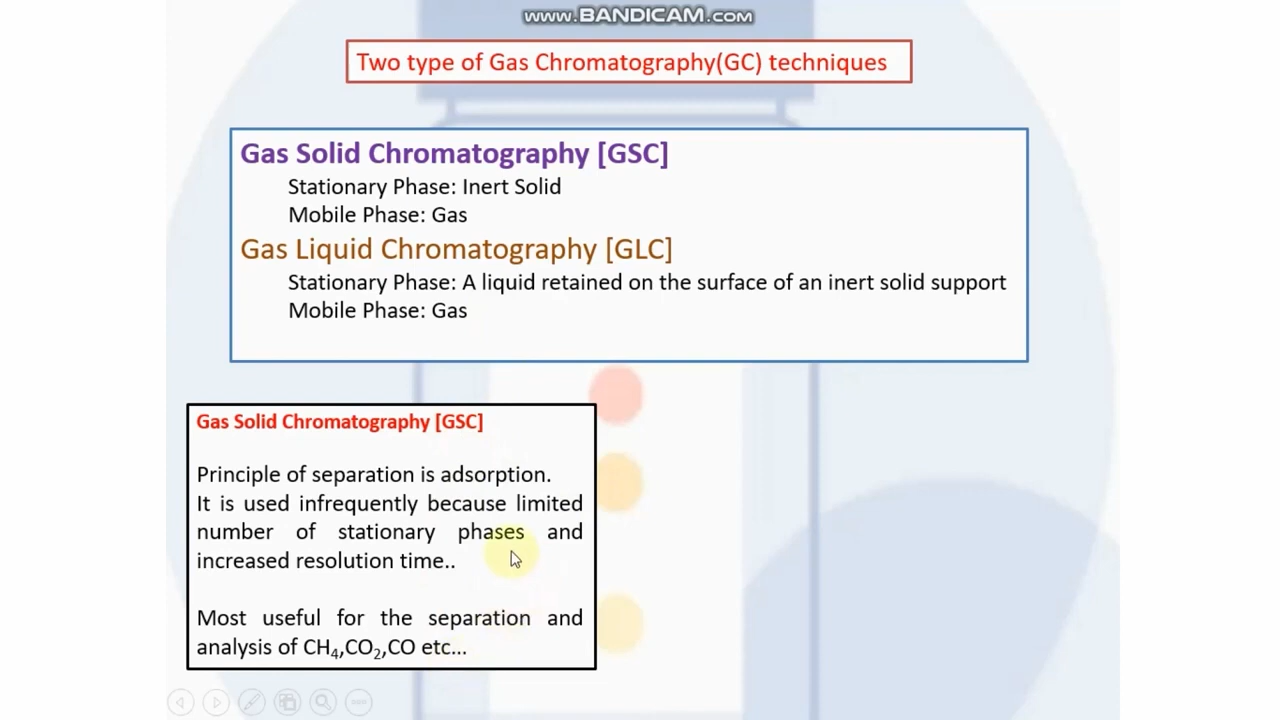 www.BANDICAM.com
Two type of Gas Chromatography(GC) techniques
Gas Solid Chromatography [GSC]
Stationary Phase: Inert Solid
Mobile Phase: Gas
Gas Liquid Chromatography [GLC]
Stationary Phase: A liquid retained on the surface of an inert solid support
Mobile Phase: Gas
Gas Solid Chromatography [GSC]
Principle of separation is adsorption.
It is used infrequently because limited
number of stationary phases and
increased resolution time..
Most useful for the separation and
analysis of CH₄,CO₂,CO etc...